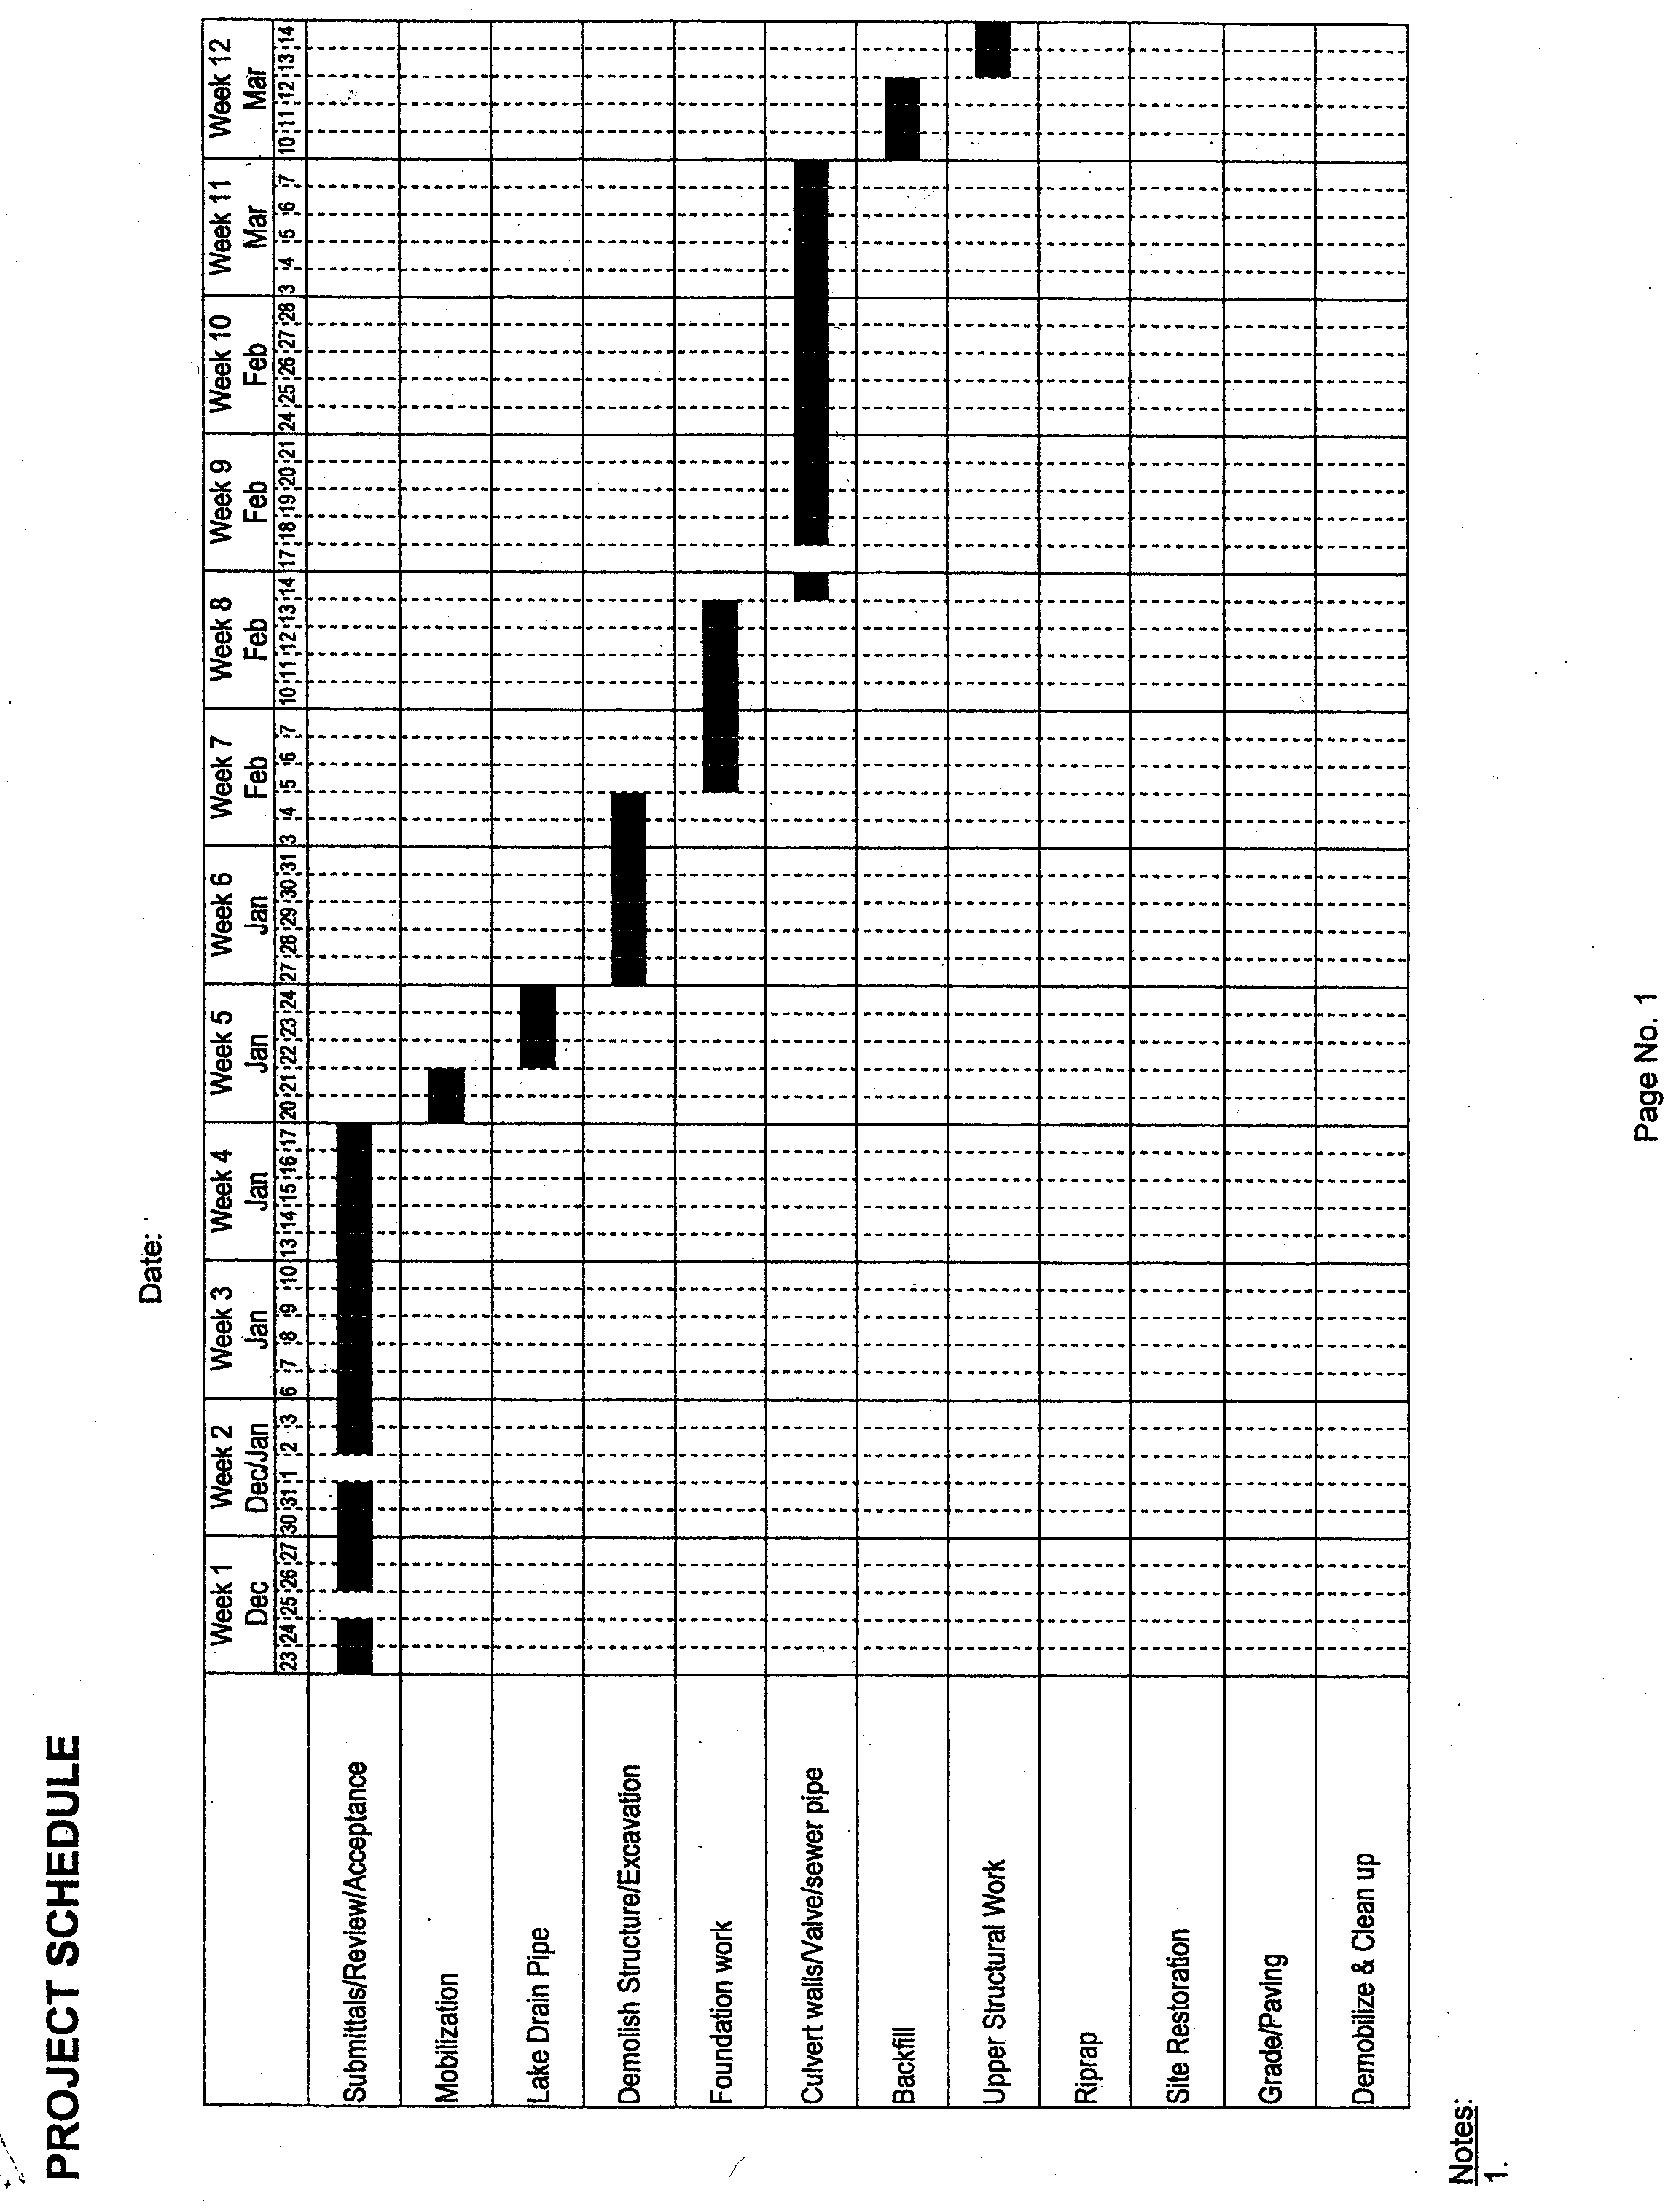 PROJECT SCHEDULE
Date:
Week 1 Week 2 Week 3 Week 4 Week 5 Week 6 Week 7 Week 8 Week 9 Week 10 Week 11 Week 12
Dec Dec/Jan Jan Jan Jan Jan Feb Feb Feb Feb Mar Mar
23 24 25 26 27 30 31 1 2 3 6 7 8 9 10 13 14 15 16 17 20 21 22 23 24 27 28 29 30 31 3 4 5 6 7 10 11 12 13 14 17 18 19 20 21 24 25 26 27 28 3 4 5 6 7 10 11 12 13 14
Submittals/Review/Acceptance
Mobilization
Lake Drain Pipe
Demolish Structure/Excavation
Foundation work
Culvert walls/Valve/sewer pipe
Backfill
Upper Structural Work
Riprap
Site Restoration
Grade/Paving
Demobilize & Clean up
Notes:
1.
Page No. 1